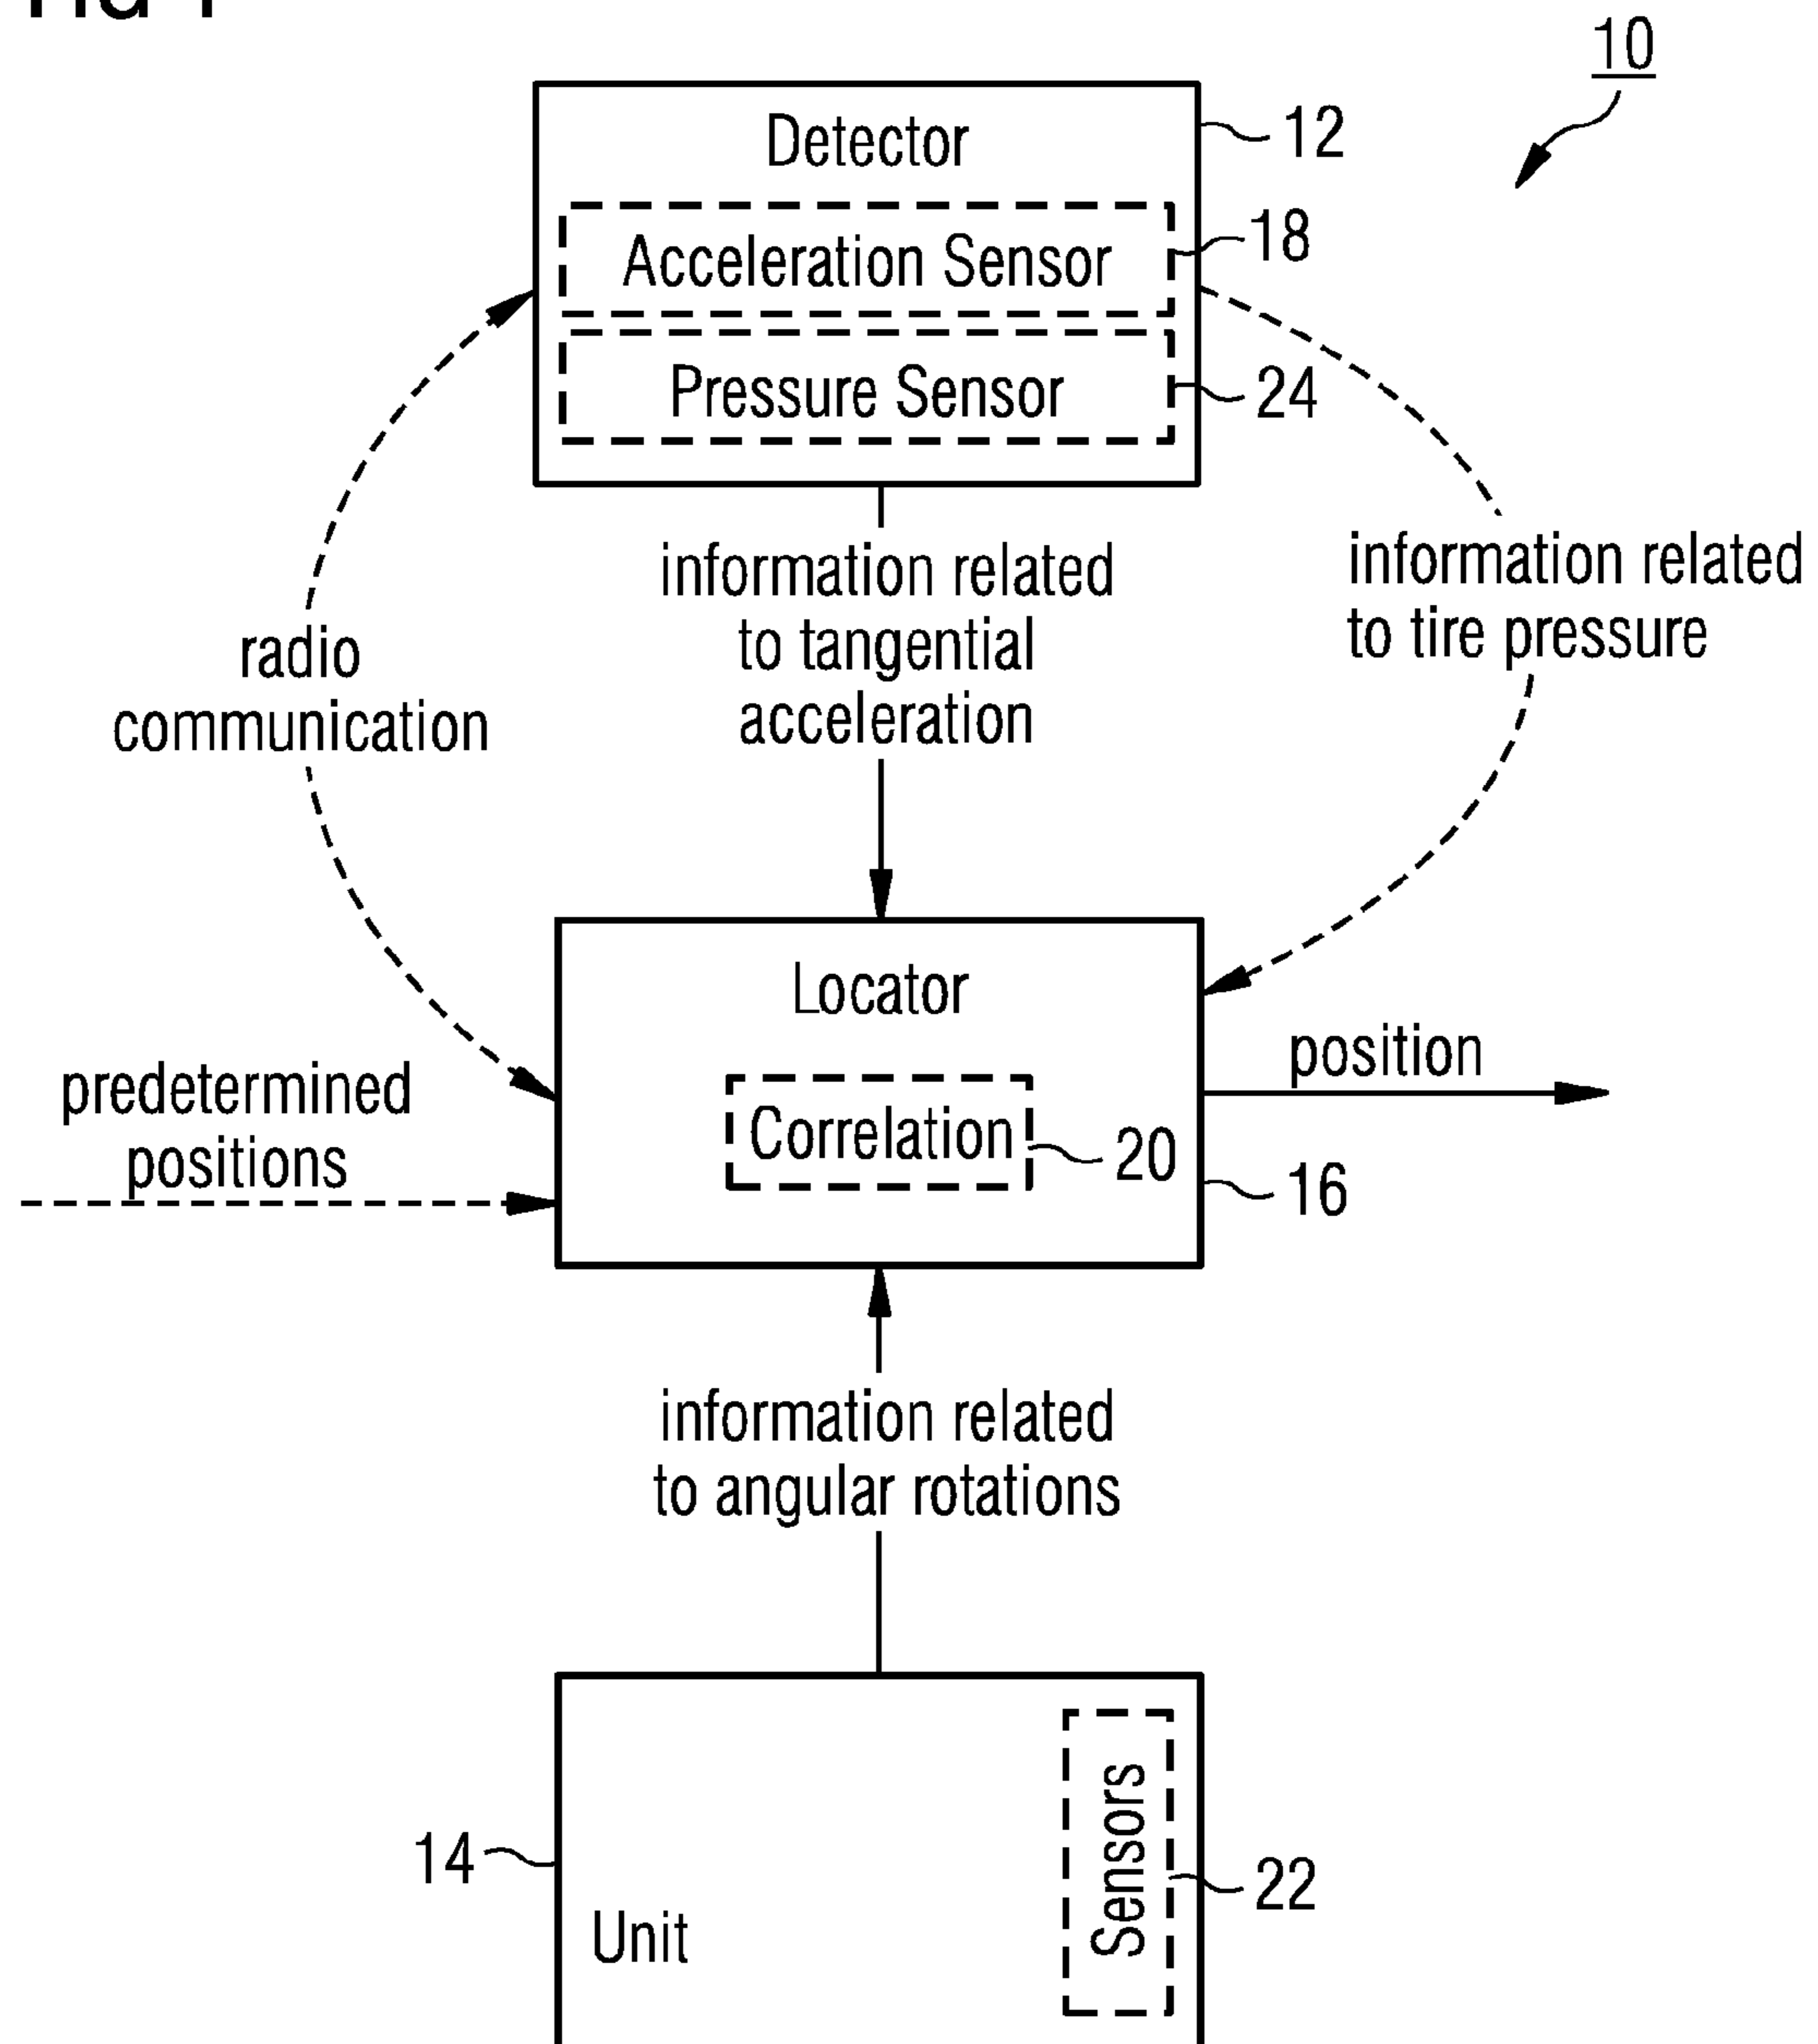 10
Detector
12
Acceleration Sensor
18
Pressure Sensor
24
information related
to tangential
acceleration
information related
to tire pressure
radio
communication
Locator
position
predetermined
positions
Correlation
20
16
information related
to angular rotations
14
Unit
Sensors
22